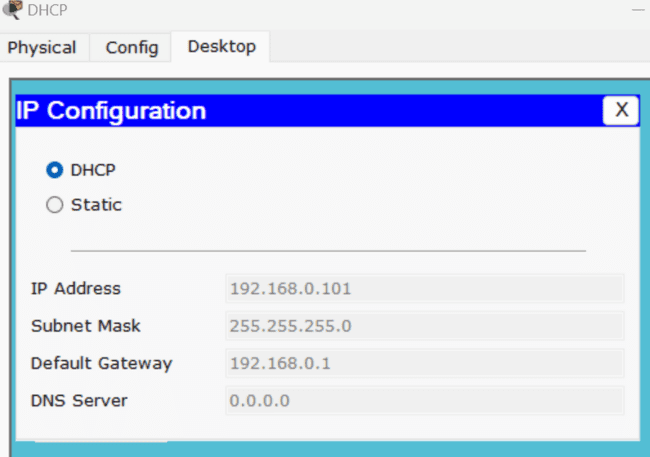 DHCP
Physical Config Desktop
IP Configuration X
DHCP
Static
IP Address 192.168.0.101
Subnet Mask 255.255.255.0
Default Gateway 192.168.0.1
DNS Server 0.0.0.0